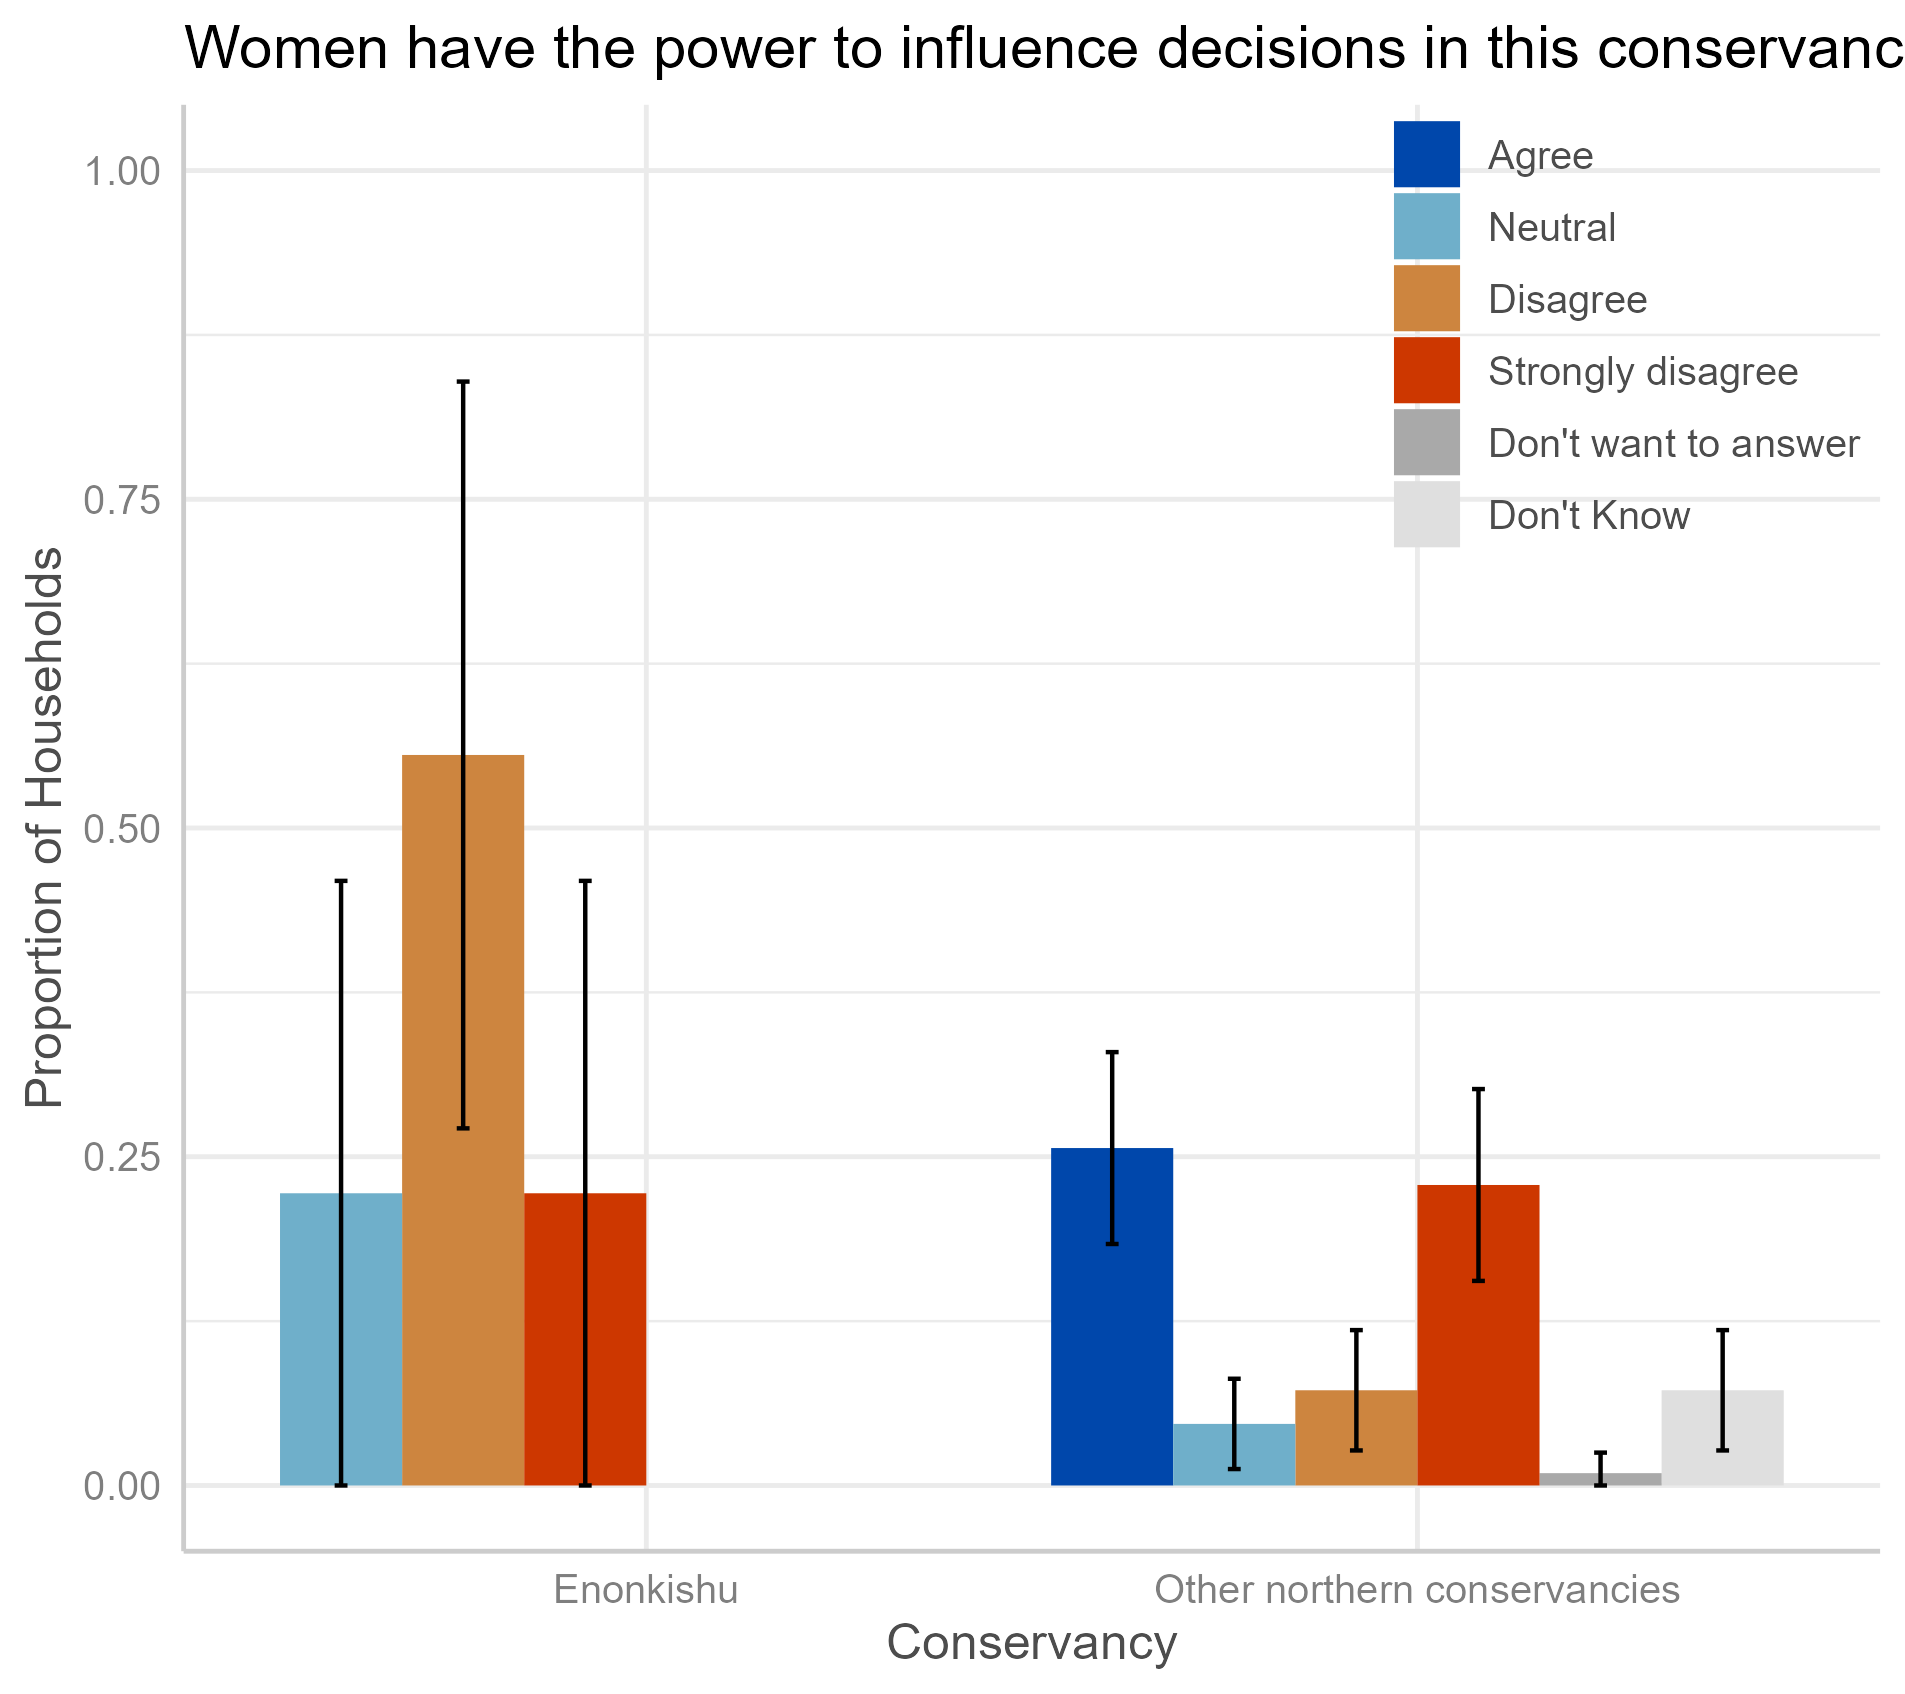 Women have the power to influence decisions in this conservanc
1.00
0.75
0.50
0.25
0.00
Proportion of Households
Agree
Neutral
Disagree
Strongly disagree
Don't want to answer
Don't Know
Enonkishu
Other northern conservancies
Conservancy